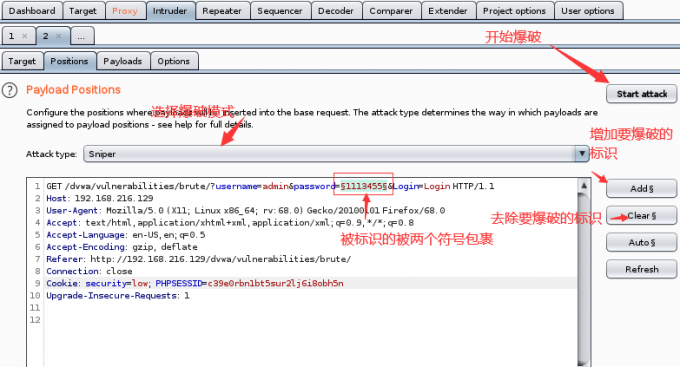 Dashboard Target Proxy Intruder Repeater Sequencer Decoder Comparer Extender Project options User options
1 × 2 × ...
开始爆破
Target Positions Payloads Options
? Payload Positions
Start attack
选择爆破模式
Configure the positions where payloads will be inserted into the base request. The attack type determines the way in which payloads are
assigned to payload positions - see help for full details.
增加要爆破的
标识
Attack type: Sniper
1 GET /dvwa/vulnerabilities/brute/?username=admin&password=§1113455§&Login=Login HTTP/1.1
Add §
2 Host: 192.168.216.129
3 User-Agent: Mozilla/5.0 (X11; Linux x86_64; rv:68.0) Gecko/20100101 Firefox/68.0
去除要爆破的标识
Clear §
4 Accept: text/html,application/xhtml+xml,application/xml;q=0.9,*/*;q=0.8
被标识的被两个符号包裹
5 Accept-Language: en-US,en;q=0.5
6 Accept-Encoding: gzip, deflate
Auto §
7 Referer: http://192.168.216.129/dvwa/vulnerabilities/brute/
8 Connection: close
Refresh
9 Cookie: security=low; PHPSESSID=c39e0rbn1bt5sur2lj6i8obh5n
10 Upgrade-Insecure-Requests: 1
11
12